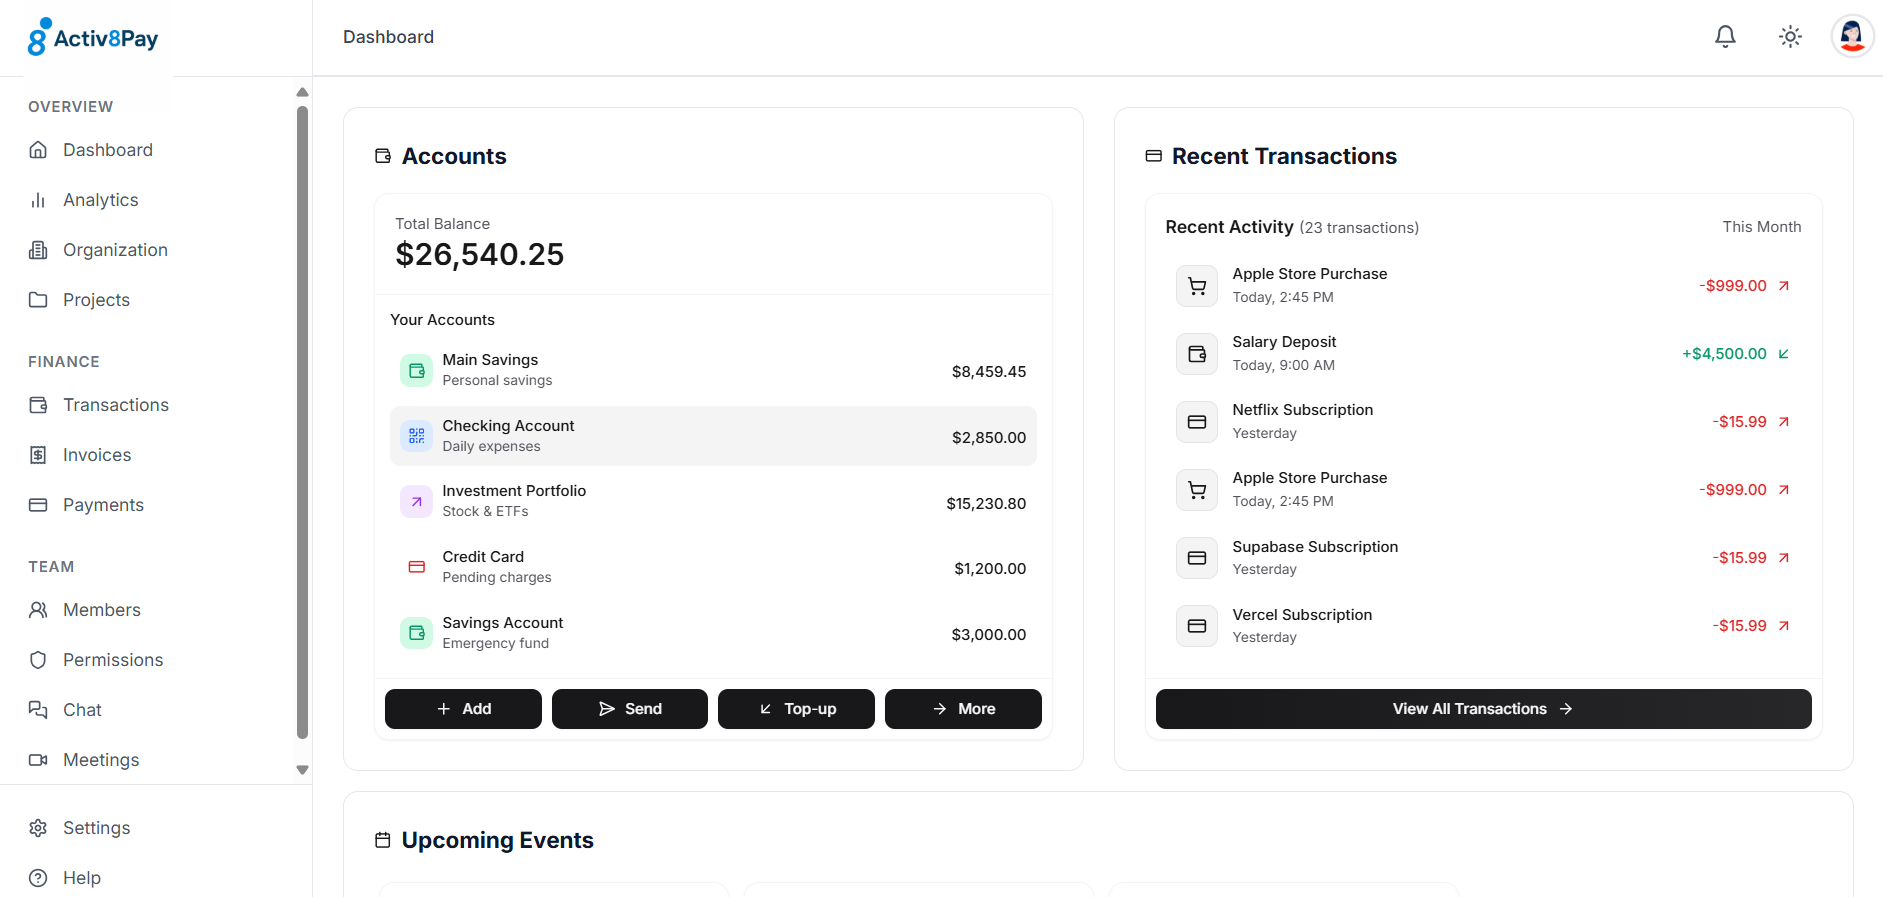 Activ8Pay
Dashboard
OVERVIEW
Dashboard
Analytics
Organization
Projects
FINANCE
Transactions
Invoices
Payments
TEAM
Members
Permissions
Chat
Meetings
Settings
Help
Accounts
Total Balance
$26,540.25
Your Accounts
Main Savings
Personal savings
$8,459.45
Checking Account
Daily expenses
$2,850.00
Investment Portfolio
Stock & ETFs
$15,230.80
Credit Card
Pending charges
$1,200.00
Savings Account
Emergency fund
$3,000.00
Add
Send
Top-up
More
Recent Transactions
Recent Activity (23 transactions)
This Month
Apple Store Purchase
Today, 2:45 PM
-$999.00
Salary Deposit
Today, 9:00 AM
+$4,500.00
Netflix Subscription
Yesterday
-$15.99
Apple Store Purchase
Today, 2:45 PM
-$999.00
Supabase Subscription
Yesterday
-$15.99
Vercel Subscription
Yesterday
-$15.99
View All Transactions
Upcoming Events